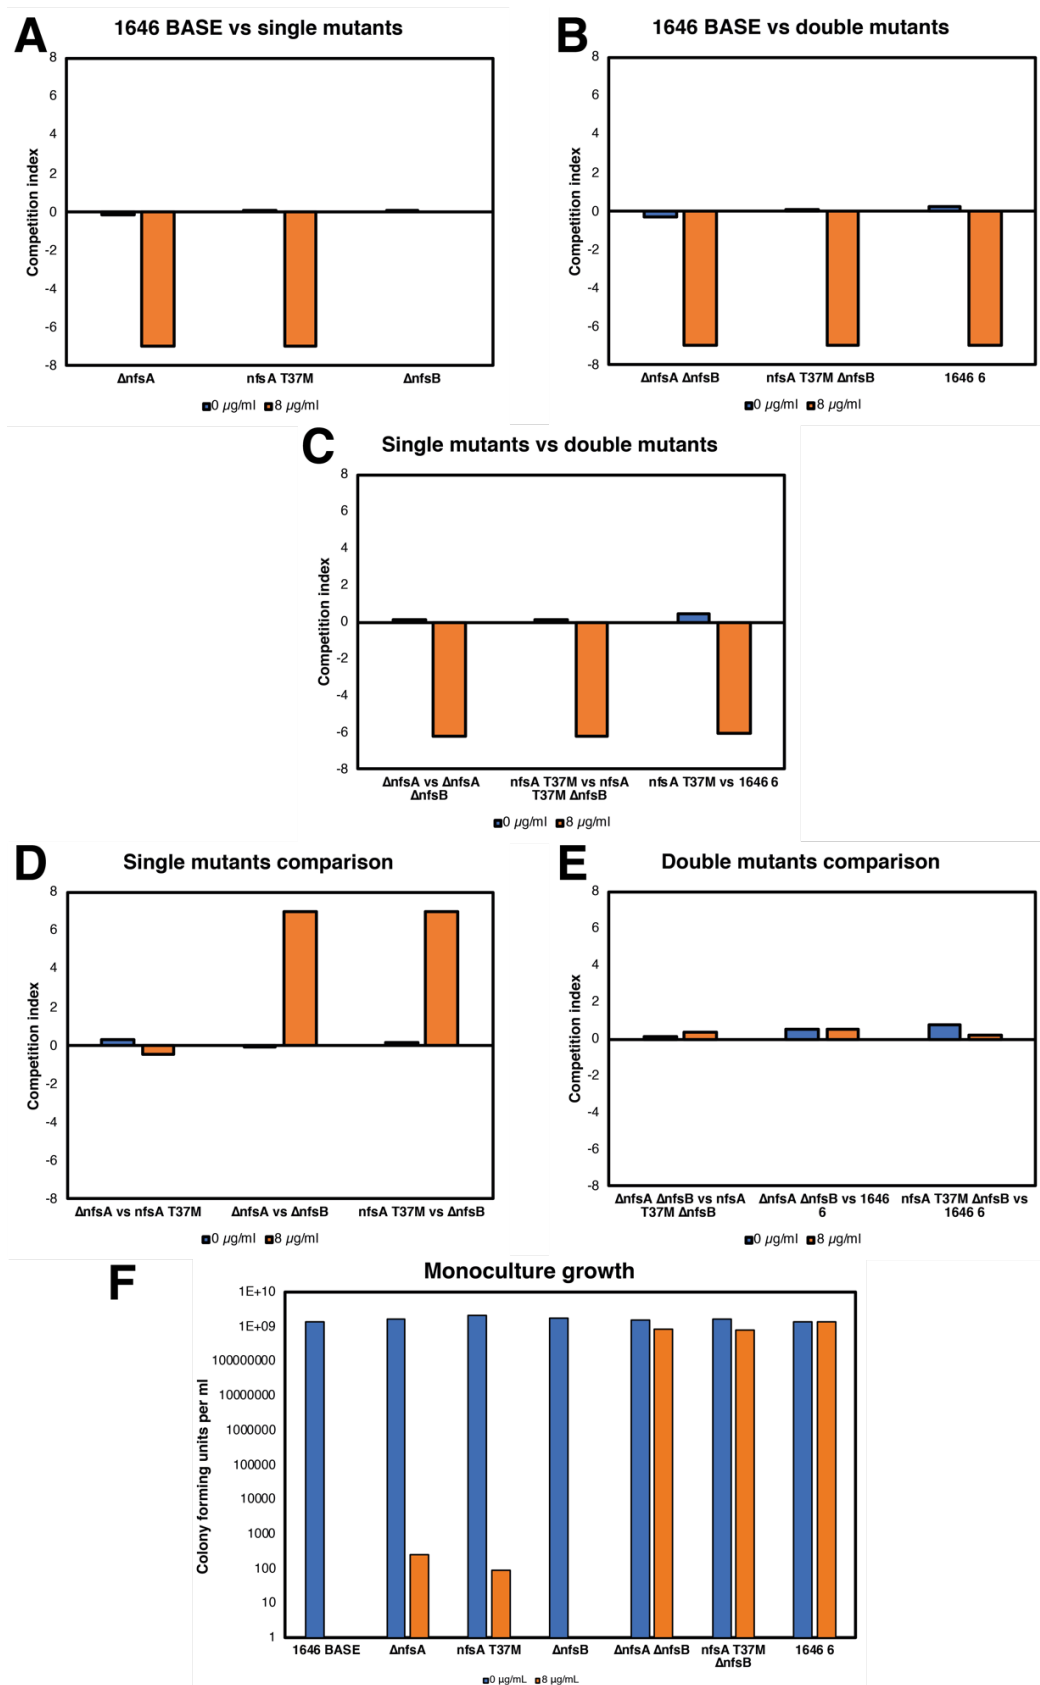 A
1646 BASE vs single mutants
Competition index
8
6
4
2
0
-2
-4
-6
-8
ΔnfsA
nfsA T37M
ΔnfsB
0 µg/ml
8 µg/ml
B
1646 BASE vs double mutants
Competition index
8
6
4
2
0
-2
-4
-6
-8
ΔnfsA ΔnfsB
nfsA T37M ΔnfsB
1646 6
0 µg/ml
8 µg/ml
C
Single mutants vs double mutants
Competition index
8
6
4
2
0
-2
-4
-6
-8
ΔnfsA vs ΔnfsA
ΔnfsB
nfsA T37M vs nfsA
T37M ΔnfsB
nfsA T37M vs 1646 6
0 µg/ml
8 µg/ml
D
Single mutants comparison
Competition index
8
6
4
2
0
-2
-4
-6
-8
ΔnfsA vs nfsA T37M
ΔnfsA vs ΔnfsB
nfsA T37M vs ΔnfsB
0 µg/ml
8 µg/ml
E
Double mutants comparison
Competition index
8
6
4
2
0
-2
-4
-6
-8
ΔnfsA ΔnfsB vs nfsA
T37M ΔnfsB
ΔnfsA ΔnfsB vs 1646
6
nfsA T37M ΔnfsB vs
1646 6
0 µg/ml
8 µg/ml
F
Monoculture growth
Colony forming units per ml
1E+10
1E+09
100000000
10000000
1000000
100000
10000
1000
100
10
1
1646 BASE
ΔnfsA
nfsA T37M
ΔnfsB
ΔnfsA ΔnfsB
nfsA T37M
ΔnfsB
1646 6
0 µg/mL
8 µg/mL